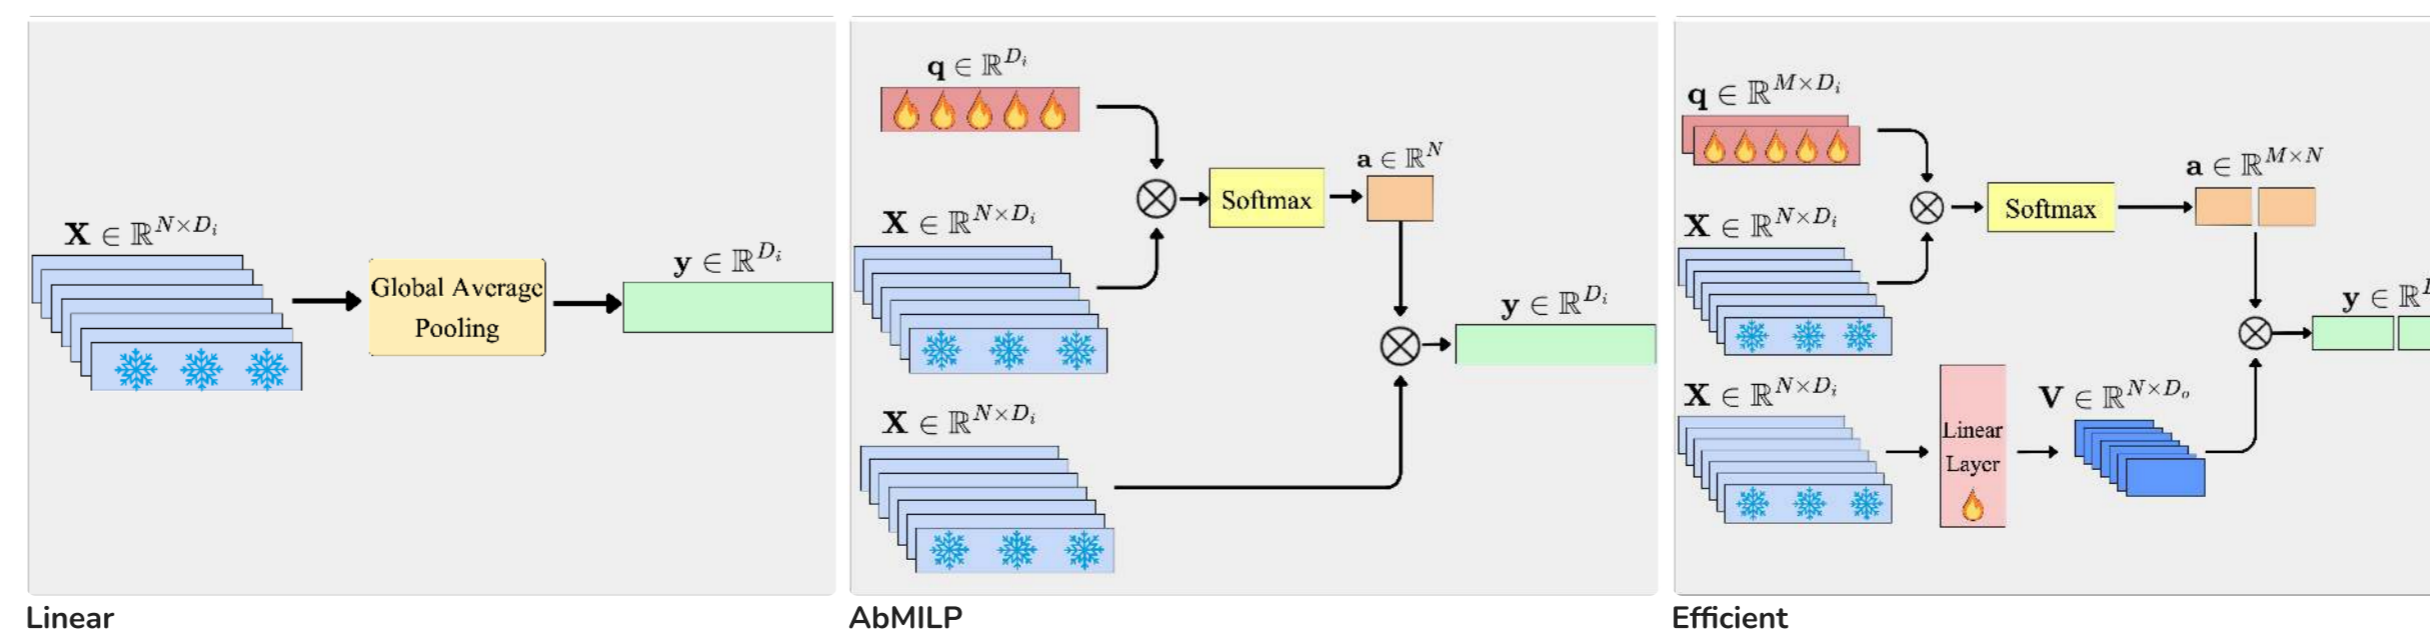 X ∈ ℝ^{N×D_i}
Global Average
Pooling
y ∈ ℝ^{D_i}
Linear
q ∈ ℝ^{D_i}
X ∈ ℝ^{N×D_i}
Softmax
a ∈ ℝ^N
X ∈ ℝ^{N×D_i}
y ∈ ℝ^{D_i}
AbMILP
q ∈ ℝ^{M×D_i}
X ∈ ℝ^{N×D_i}
Softmax
a ∈ ℝ^{M×N}
y ∈ ℝ
X ∈ ℝ^{N×D_i}
Linear
Layer
V ∈ ℝ^{N×D_o}
Efficient